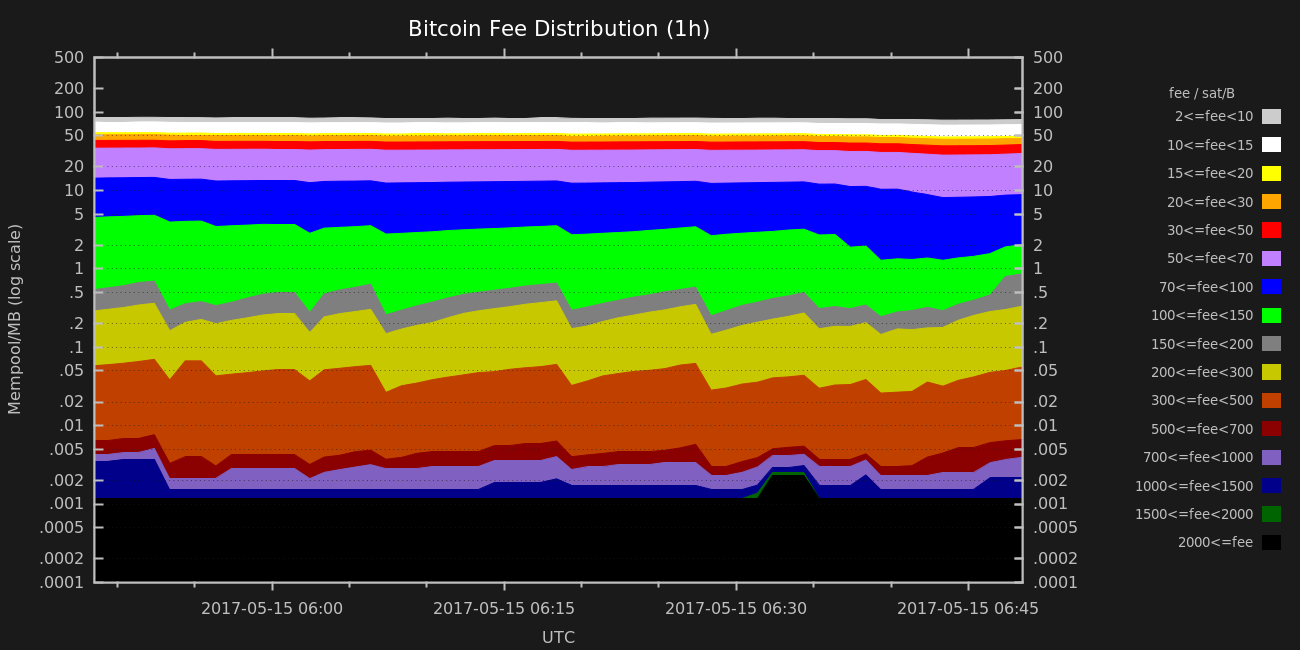 Bitcoin Fee Distribution (1h)
500
200
100
50
20
10
5
2
1
.5
.2
.1
.05
.02
.01
.005
.002
.001
.0005
.0002
.0001
Mempool/MB (log scale)
500
200
100
50
20
10
5
2
1
.5
.2
.1
.05
.02
.01
.005
.002
.001
.0005
.0002
.0001
2017-05-15 06:00
2017-05-15 06:15
2017-05-15 06:30
2017-05-15 06:45
UTC
fee / sat/B
2<=fee<10
10<=fee<15
15<=fee<20
20<=fee<30
30<=fee<50
50<=fee<70
70<=fee<100
100<=fee<150
150<=fee<200
200<=fee<300
300<=fee<500
500<=fee<700
700<=fee<1000
1000<=fee<1500
1500<=fee<2000
2000<=fee